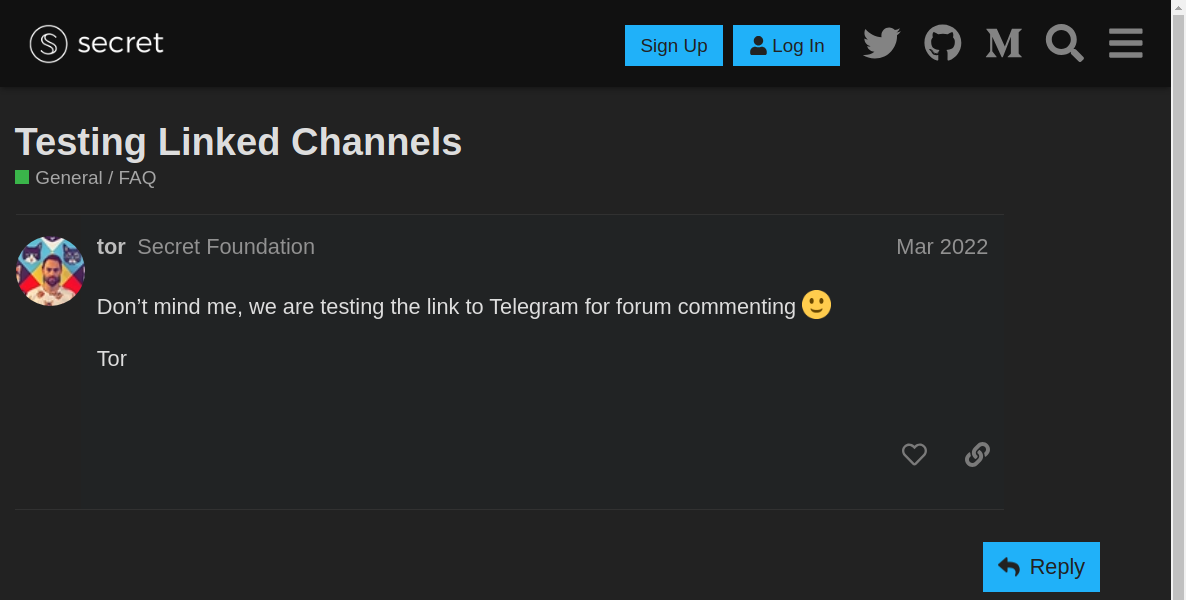 secret
Sign Up
Log In
Testing Linked Channels
General / FAQ
tor Secret Foundation Mar 2022
Don’t mind me, we are testing the link to Telegram for forum commenting
Tor
Reply